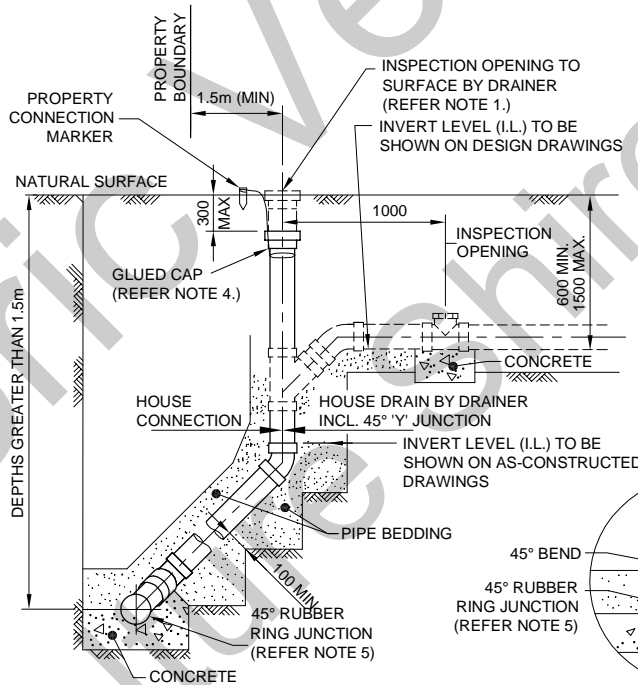 PROPERTY
BOUNDARY
1.5m (MIN)
INSPECTION OPENING TO
SURFACE BY DRAINER
(REFER NOTE 1.)
PROPERTY
CONNECTION
MARKER
INVERT LEVEL (I.L.) TO BE
SHOWN ON DESIGN DRAWINGS
NATURAL SURFACE
300
MAX
1000
INSPECTION
OPENING
600 MIN.
1500 MAX.
GLUED CAP
(REFER NOTE 4.)
DEPTHS GREATER THAN 1.5m
CONCRETE
HOUSE
CONNECTION
HOUSE DRAIN BY DRAINER
INCL. 45° 'Y' JUNCTION
INVERT LEVEL (I.L.) TO BE
SHOWN ON AS-CONSTRUCTED
DRAWINGS
PIPE BEDDING
100 MIN
45° BEND
45° RUBBER
RING JUNCTION
(REFER NOTE 5)
45° RUBBER
RING JUNCTION
(REFER NOTE 5)
CONCRETE